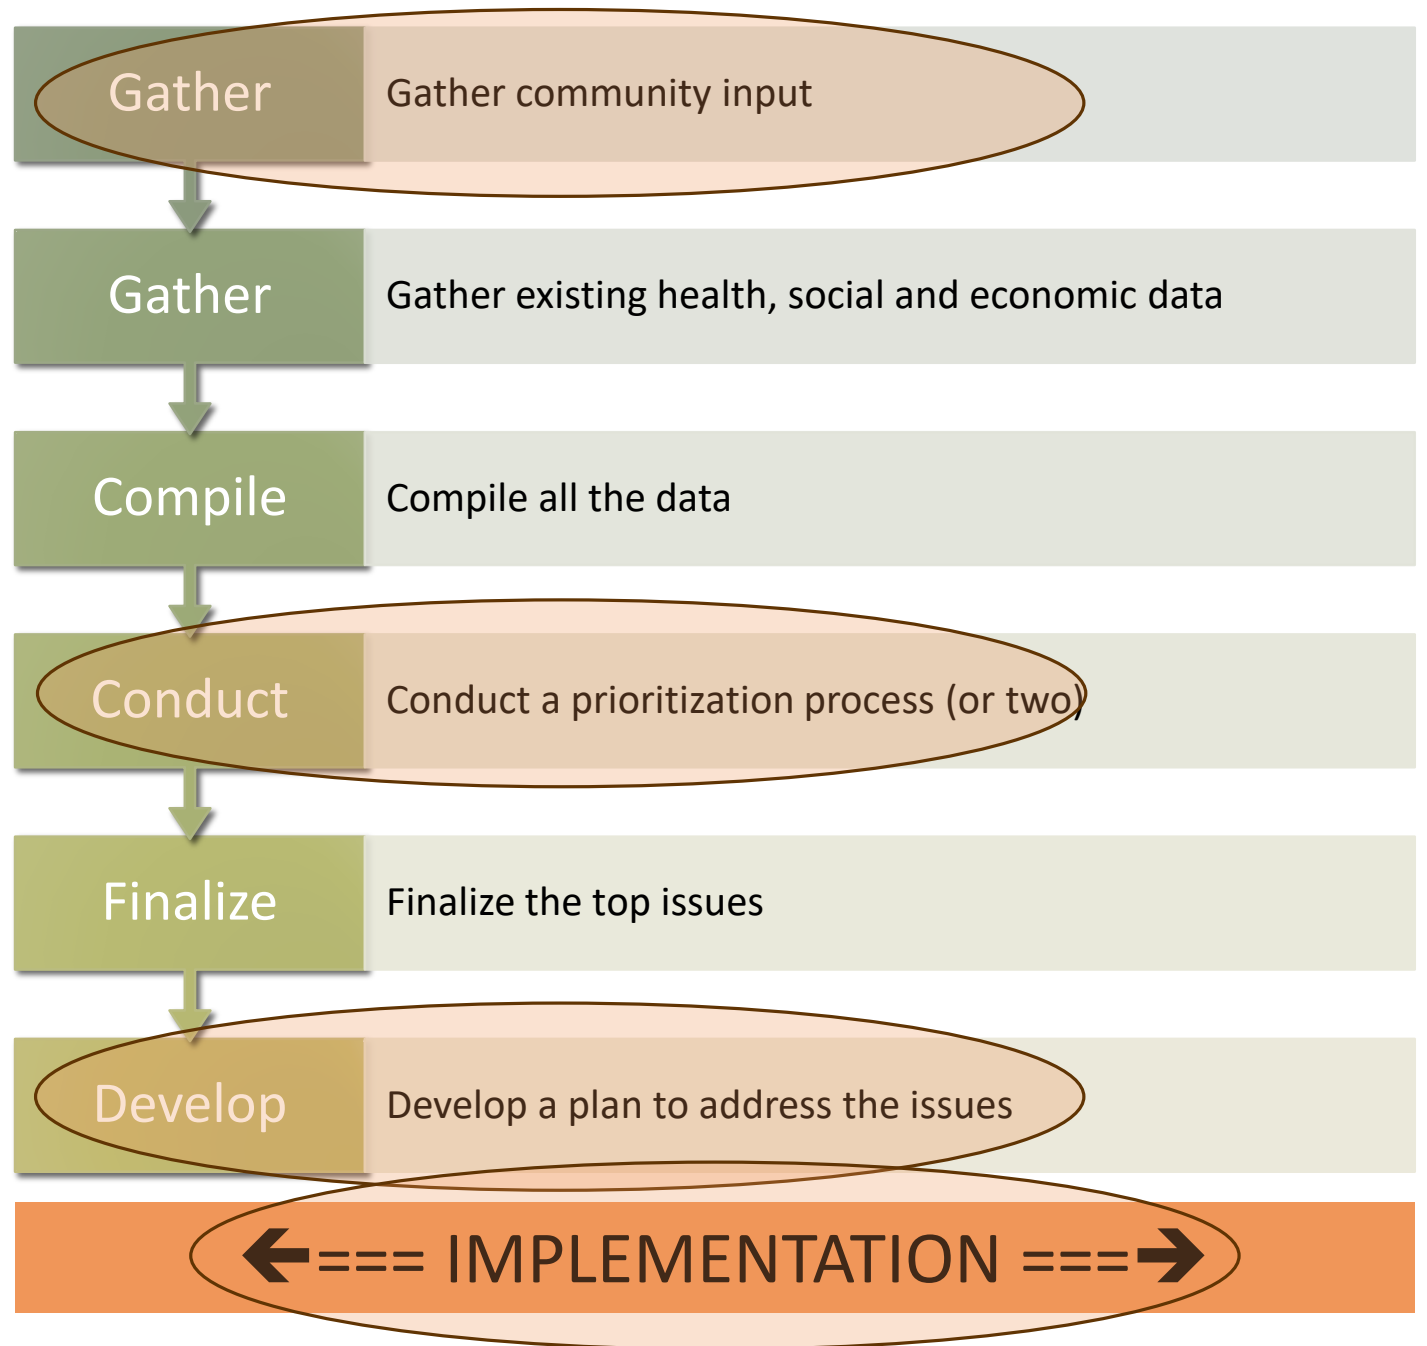 Gather
Gather community input
Gather
Gather existing health, social and economic data
Compile
Compile all the data
Conduct
Conduct a prioritization process (or two)
Finalize
Finalize the top issues
Develop
Develop a plan to address the issues
🡸=== IMPLEMENTATION ===🡺